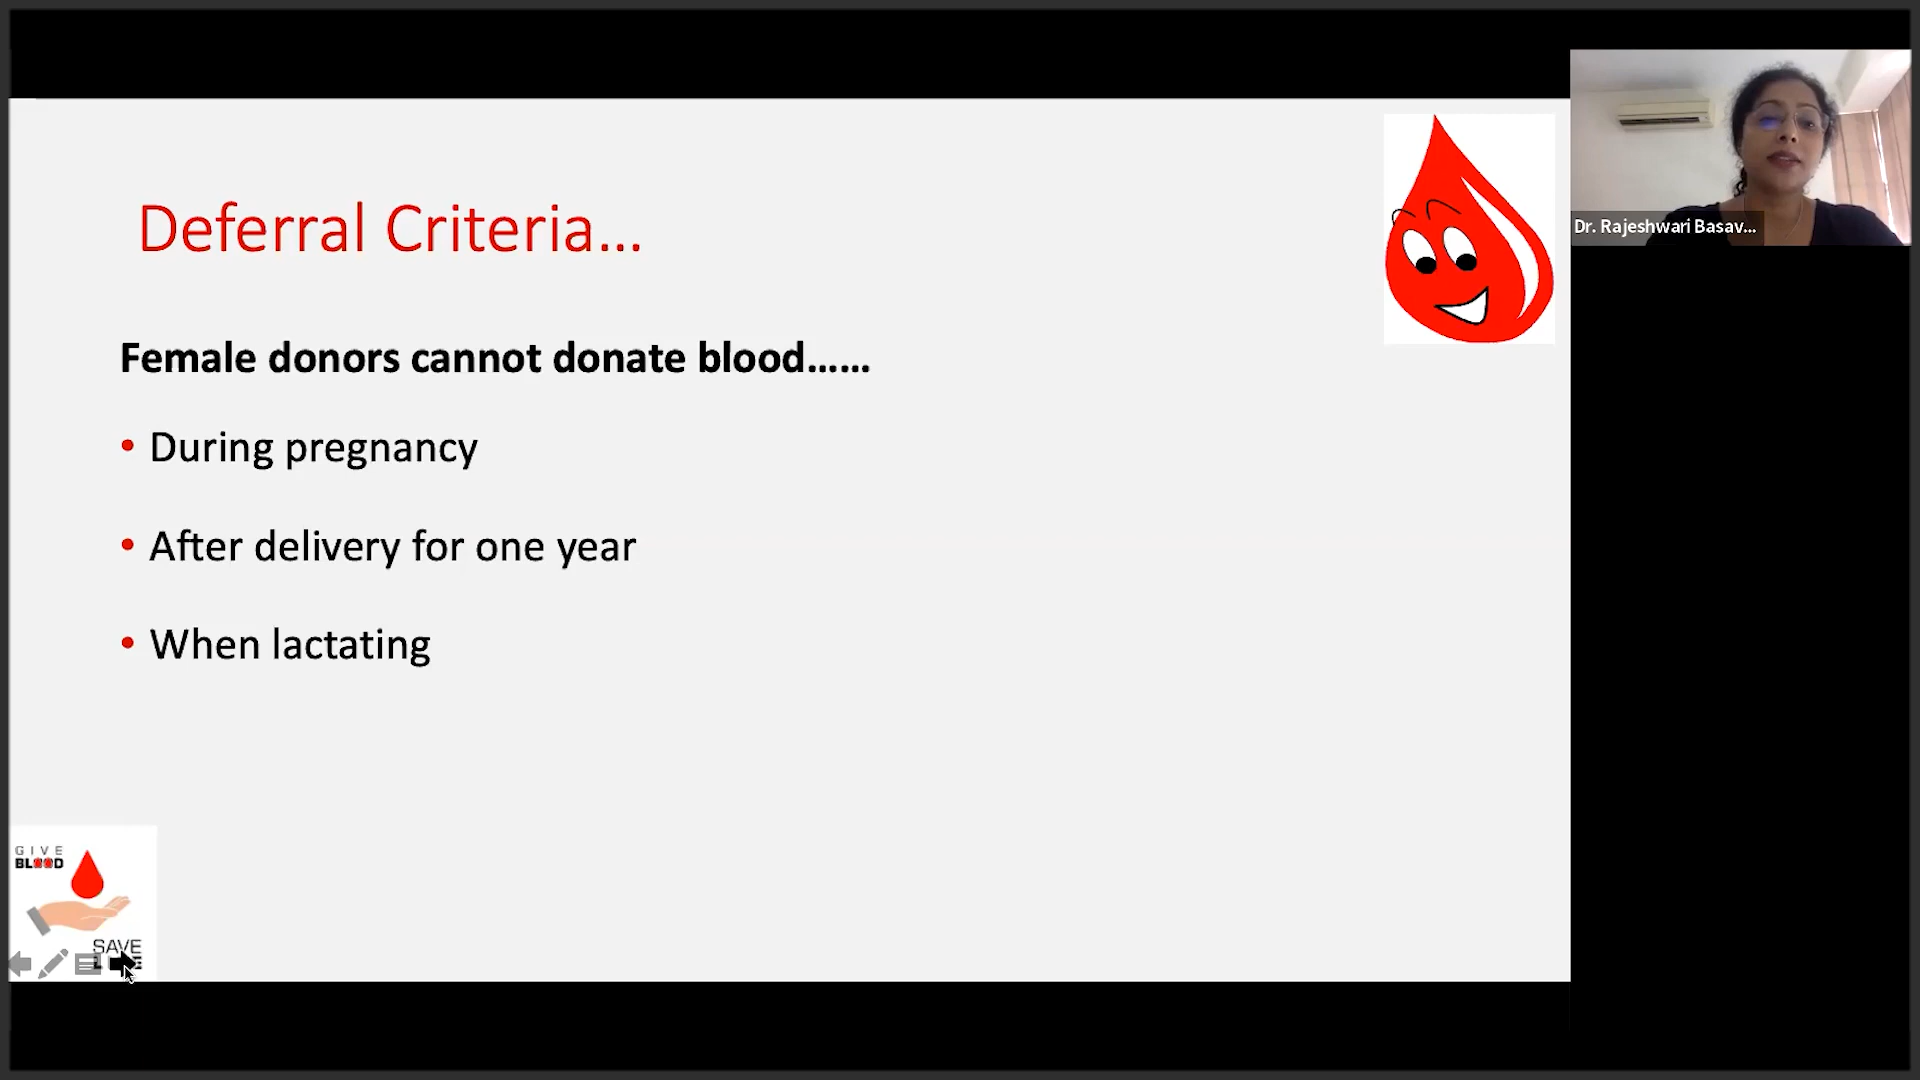 Deferral Criteria...
Female donors cannot donate blood......
• During pregnancy
• After delivery for one year
• When lactating
Dr. Rajeshwari Basav...
GIVE
BLOOD
SAVE